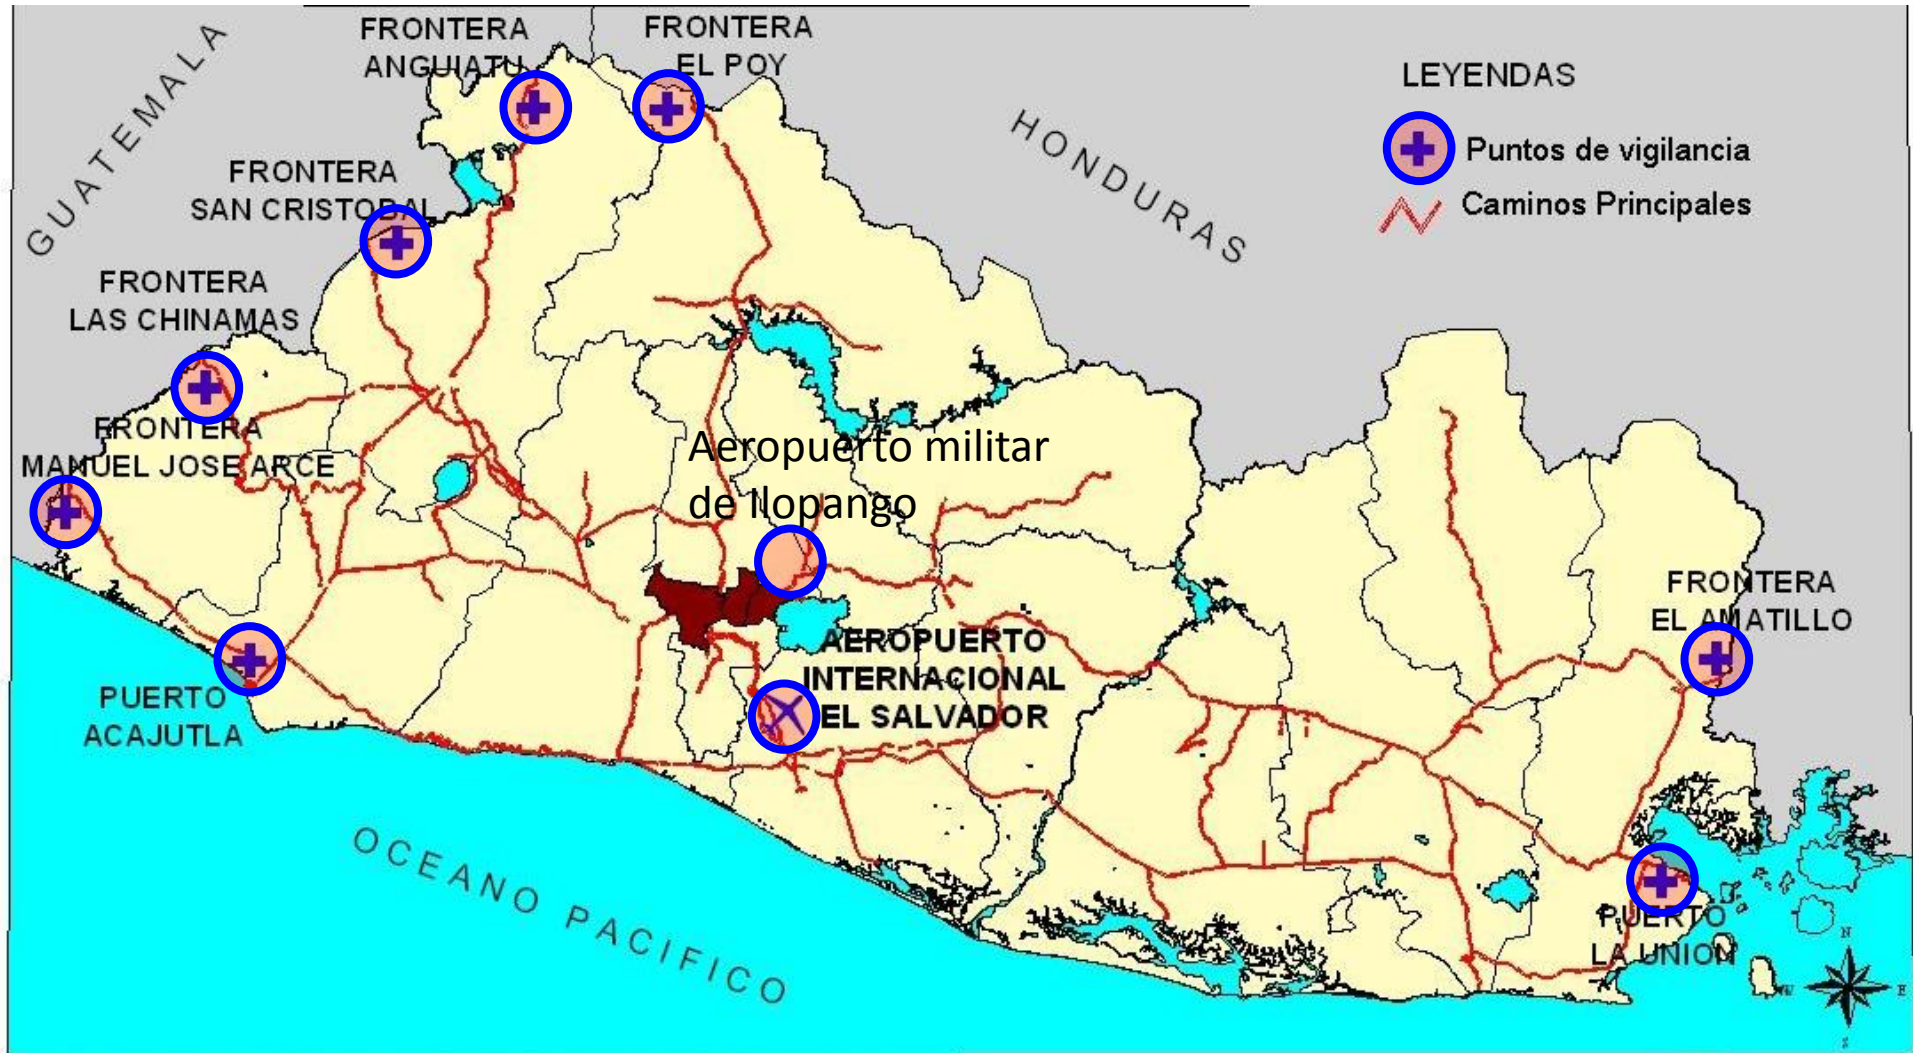 FRONTERA
ANGUIATU
FRONTERA
EL POY
LEYENDAS
Puntos de vigilancia
Caminos Principales
GUATEMALA
HONDURAS
FRONTERA
SAN CRISTOBAL
FRONTERA
LAS CHINAMAS
FRONTERA
MANUEL JOSE ARCE
Aeropuerto militar
de Ilopango
FRONTERA
EL AMATILLO
AEROPUERTO
INTERNACIONAL
EL SALVADOR
PUERTO
ACAJUTLA
OCEANO PACIFICO
PUERTO
LA UNION
N
W
E
S